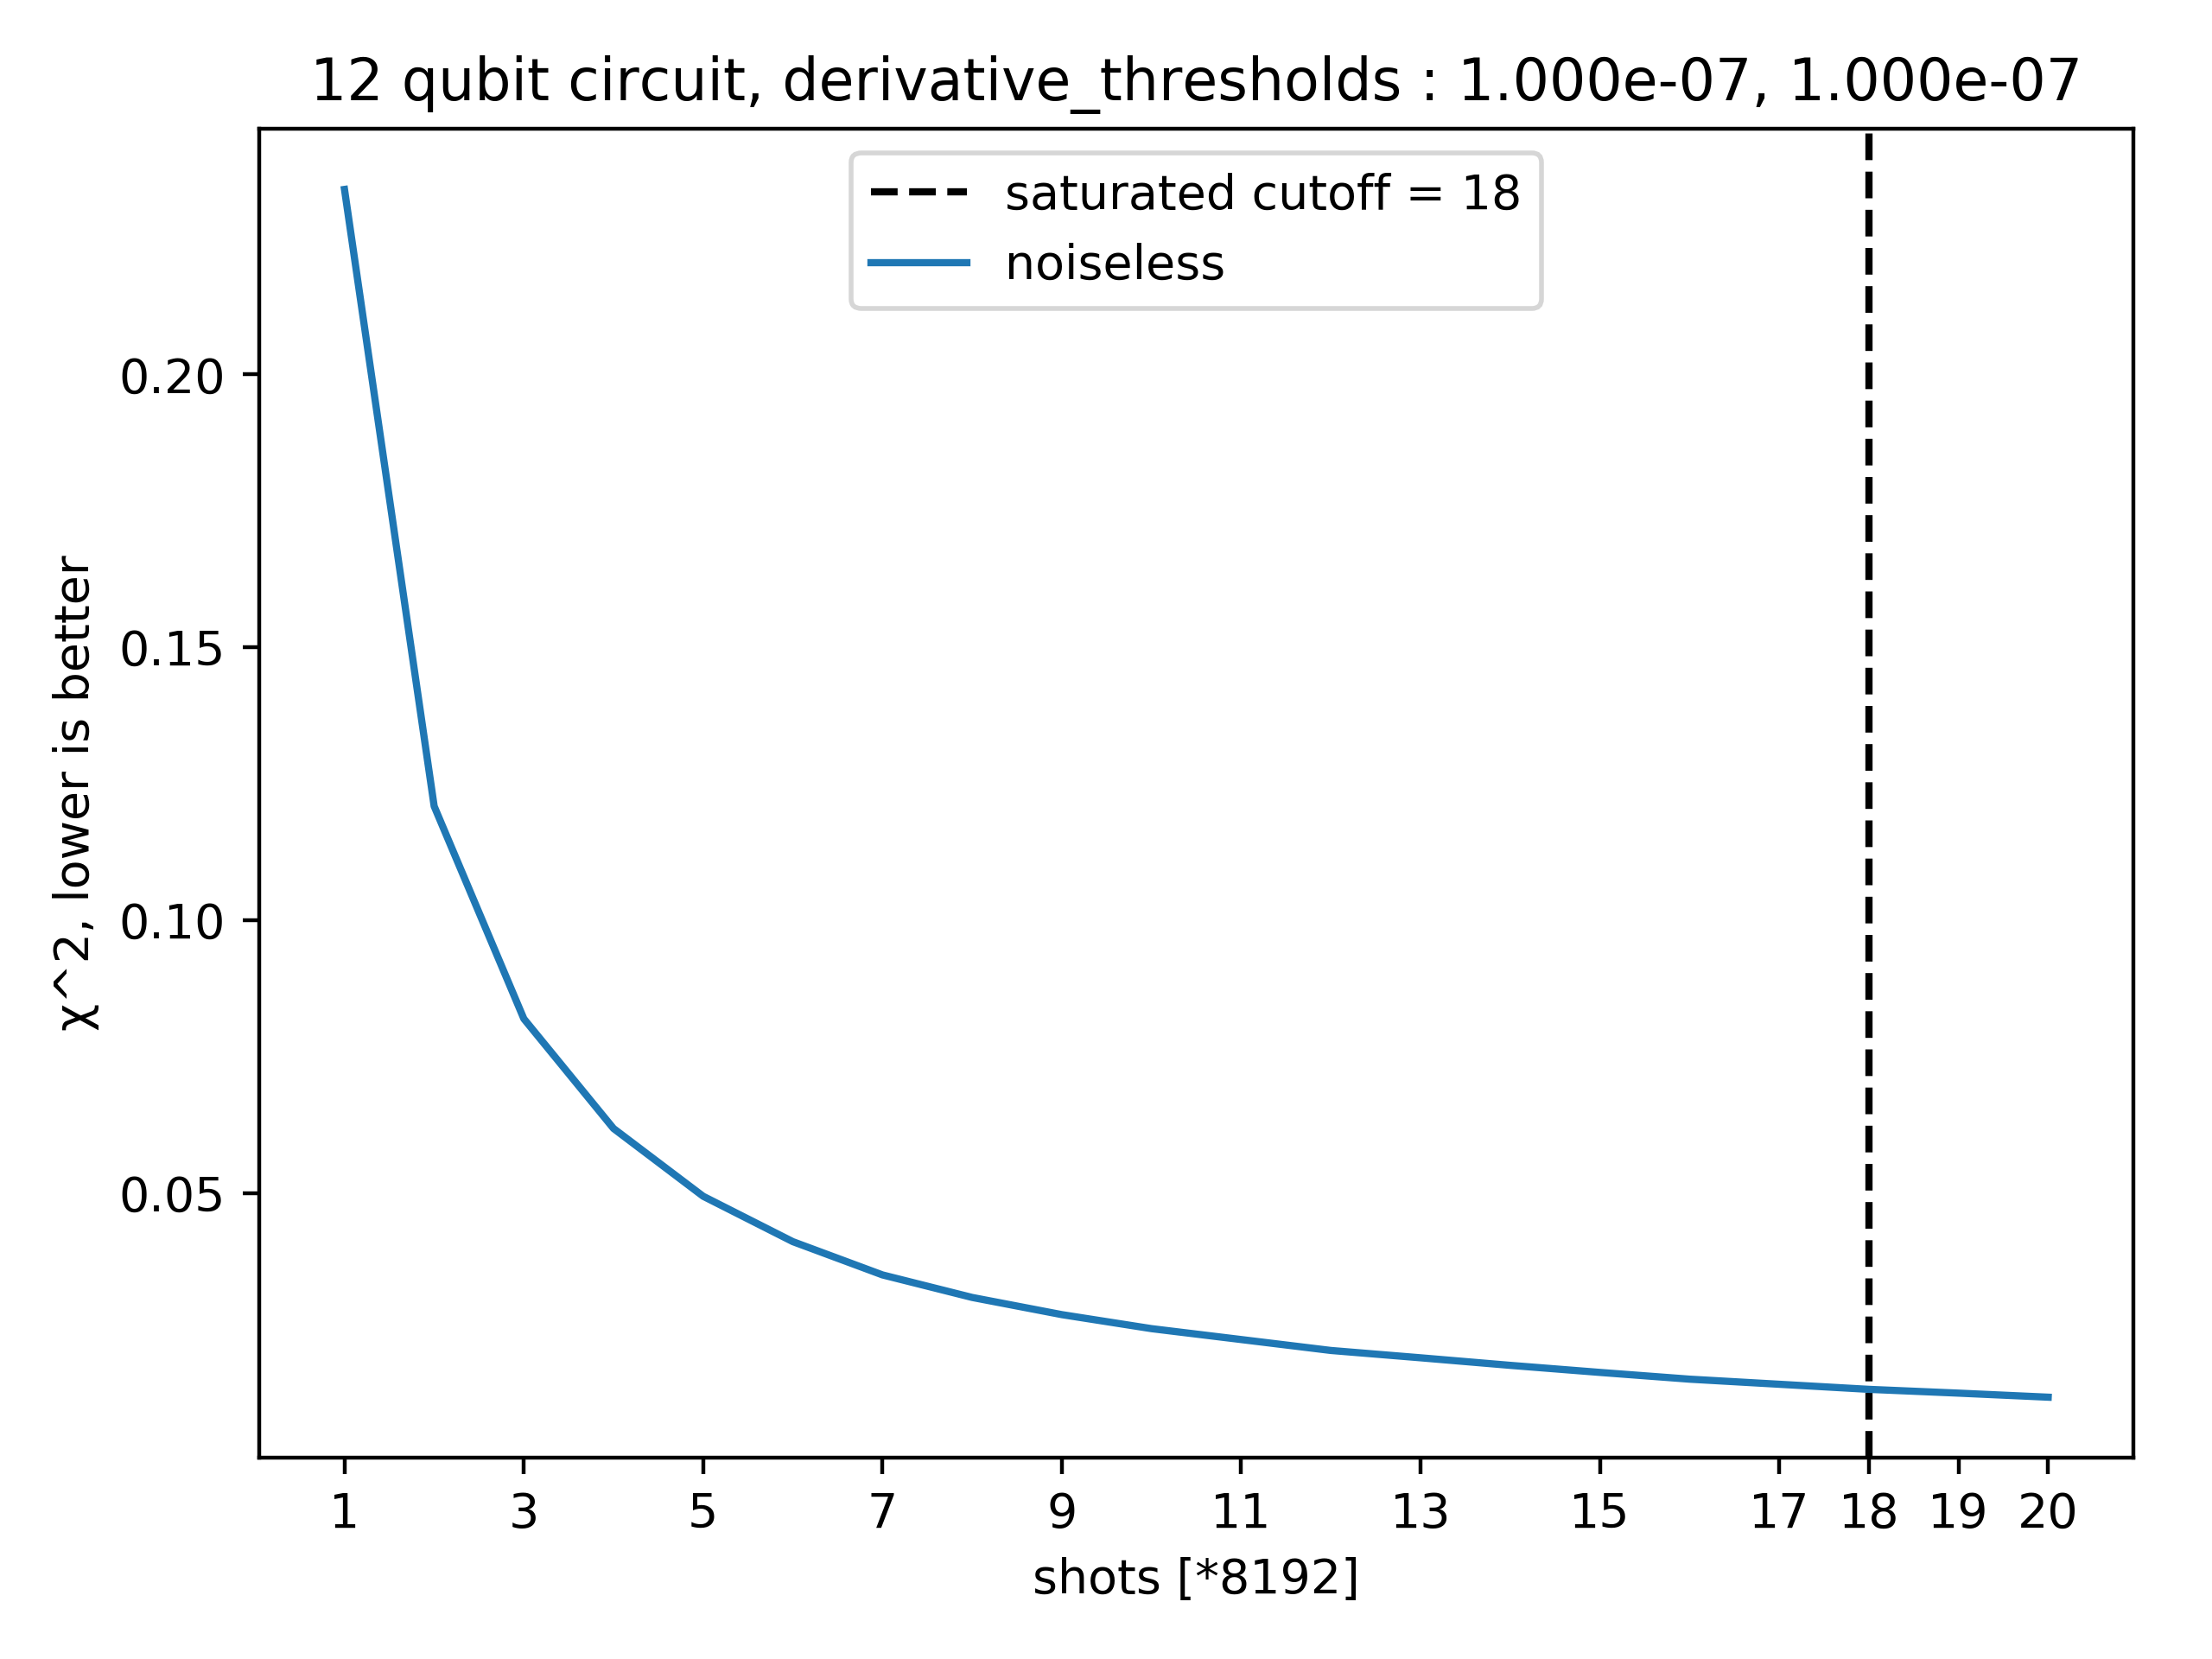 12 qubit circuit, derivative_thresholds : 1.000e-07, 1.000e-07
saturated cutoff = 18
noiseless
χ^2, lower is better
0.20
0.15
0.10
0.05
1 3 5 7 9 11 13 15 17 18 19 20
shots [*8192]